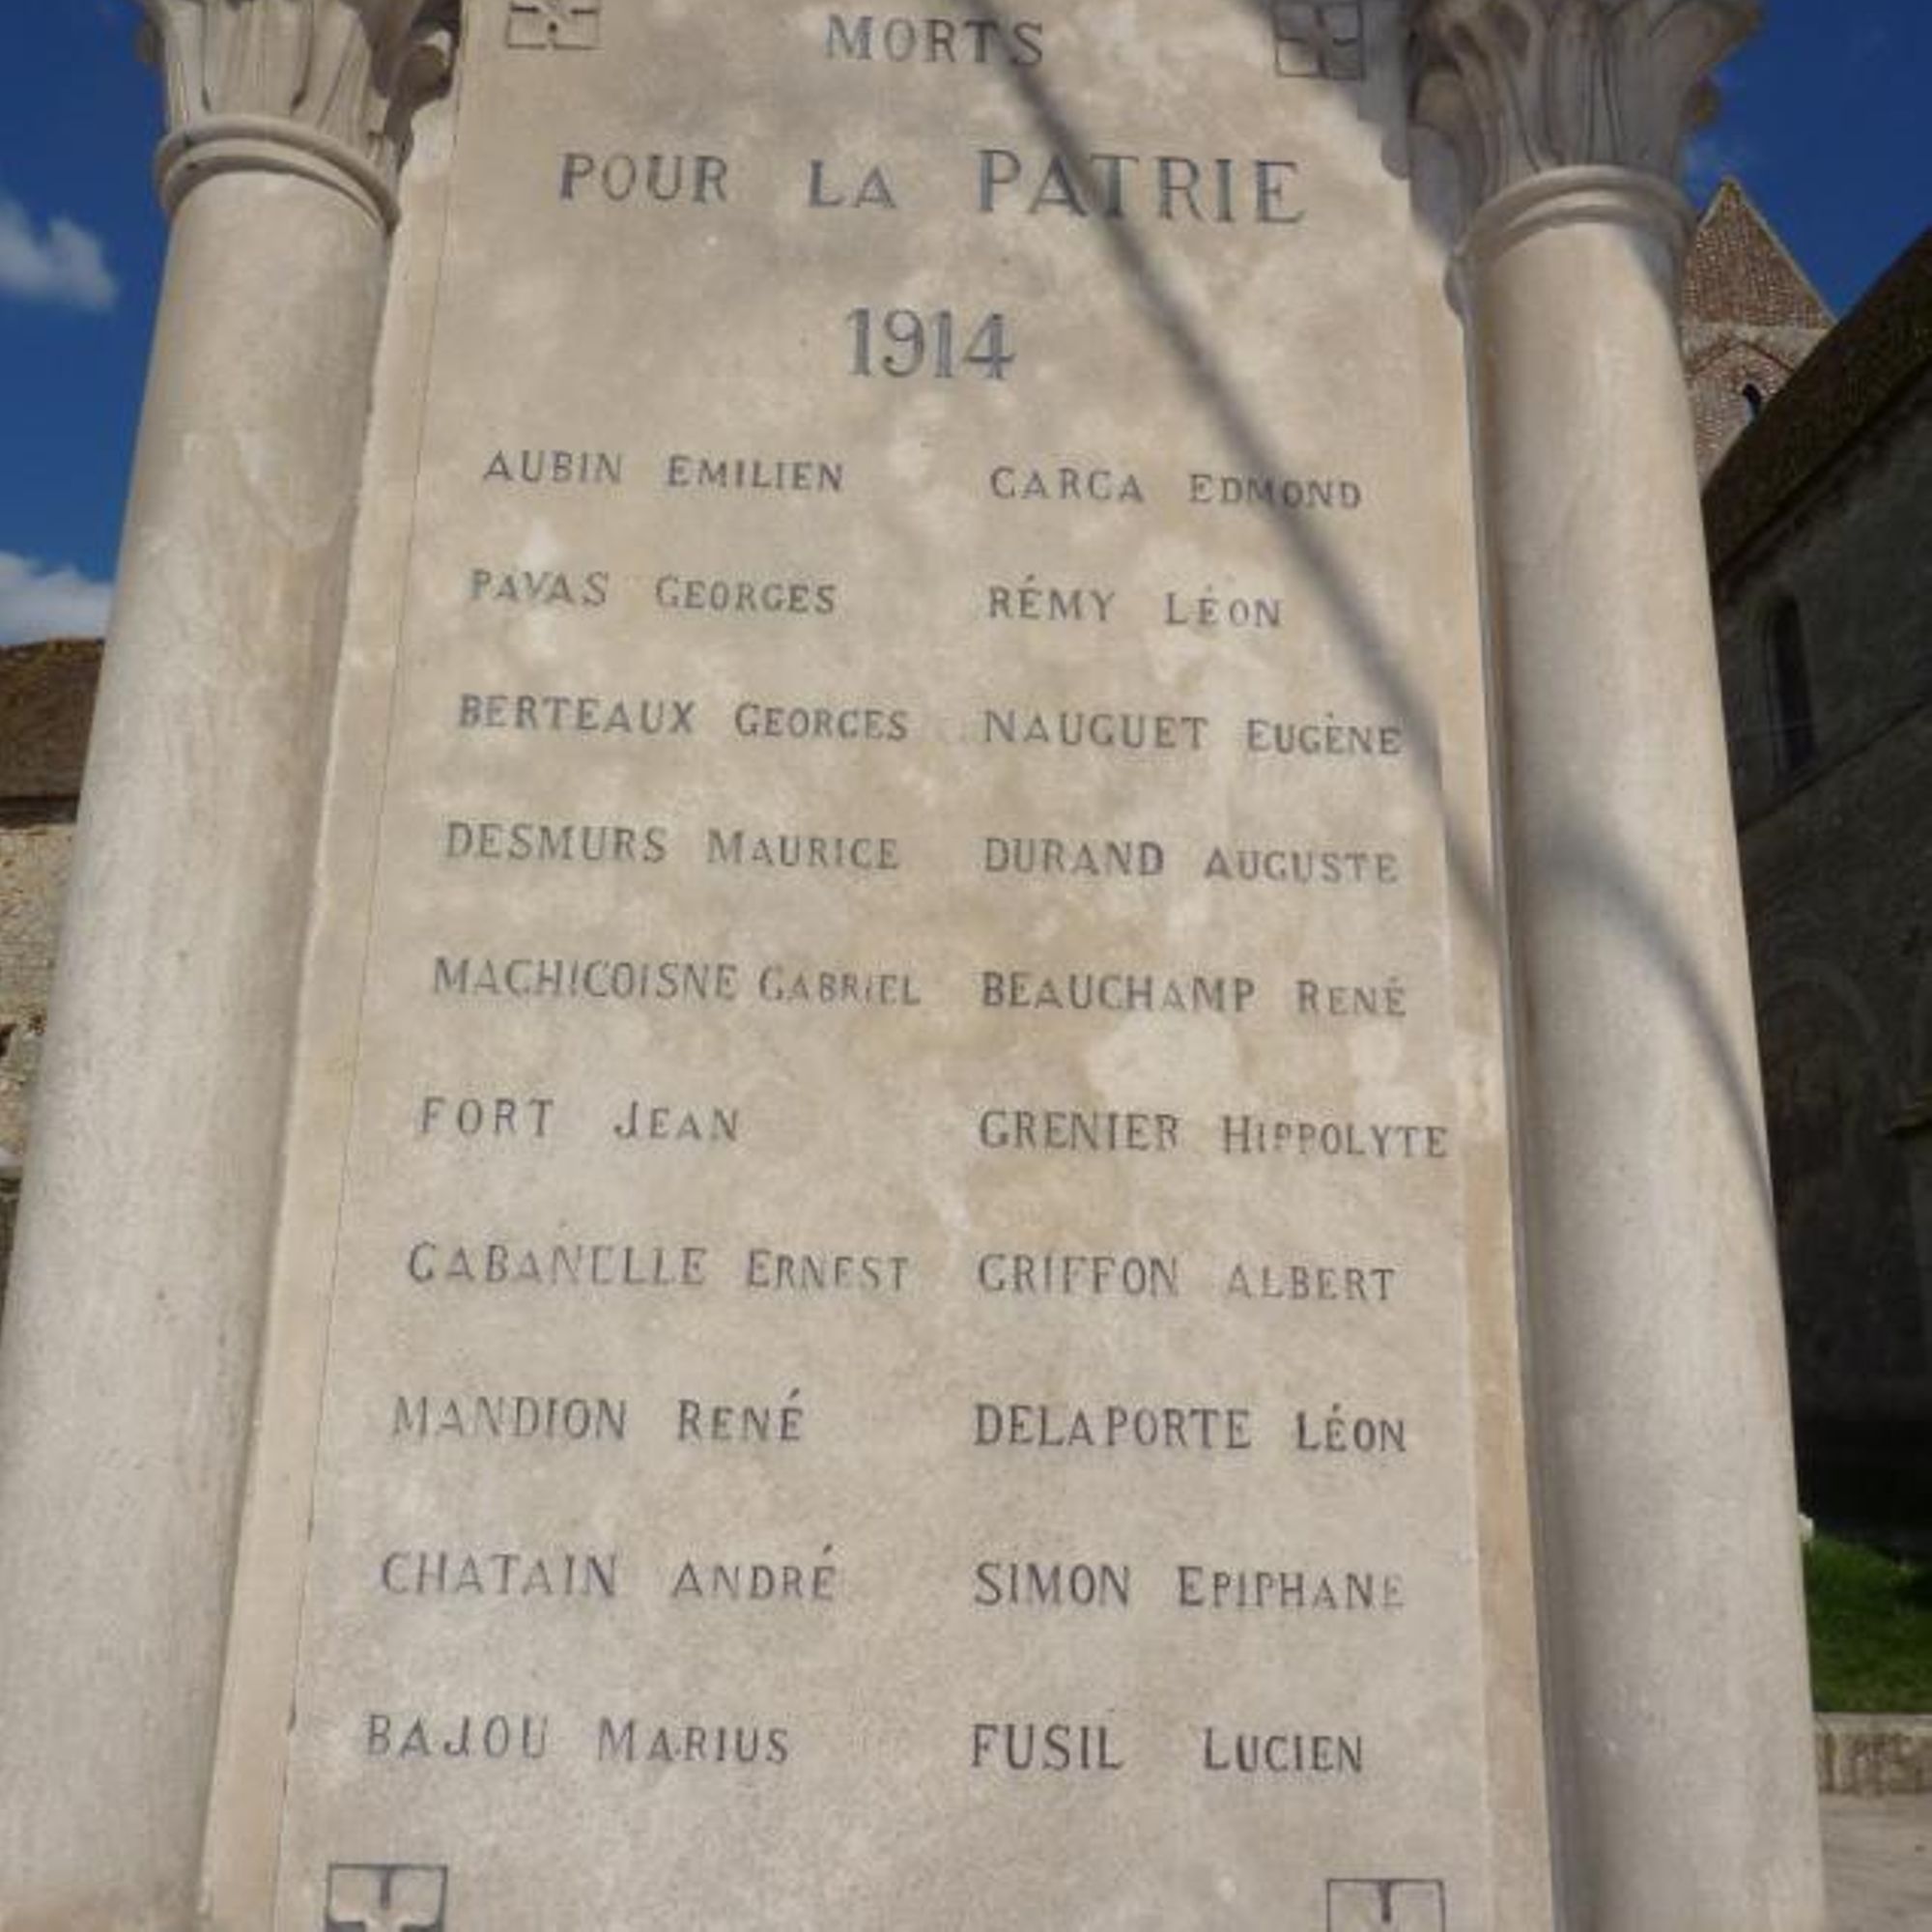 MORTS
POUR LA PATRIE
1914
AUBIN EMILIEN CARCA EDMOND
PAVAS GEORGES RÉMY LÉON
BERTEAUX GEORGES NAUGUET EUGÈNE
DESMURS MAURICE DURAND AUGUSTE
MACHICOISNE GABRIEL BEAUCHAMP RENÉ
FORT JEAN GRENIER HIPPOLYTE
CABANELLE ERNEST GRIFFON ALBERT
MANDION RENÉ DELAPORTE LÉON
CHATAIN ANDRÉ SIMON EPIPHANE
BAJOU MARIUS FUSIL LUCIEN